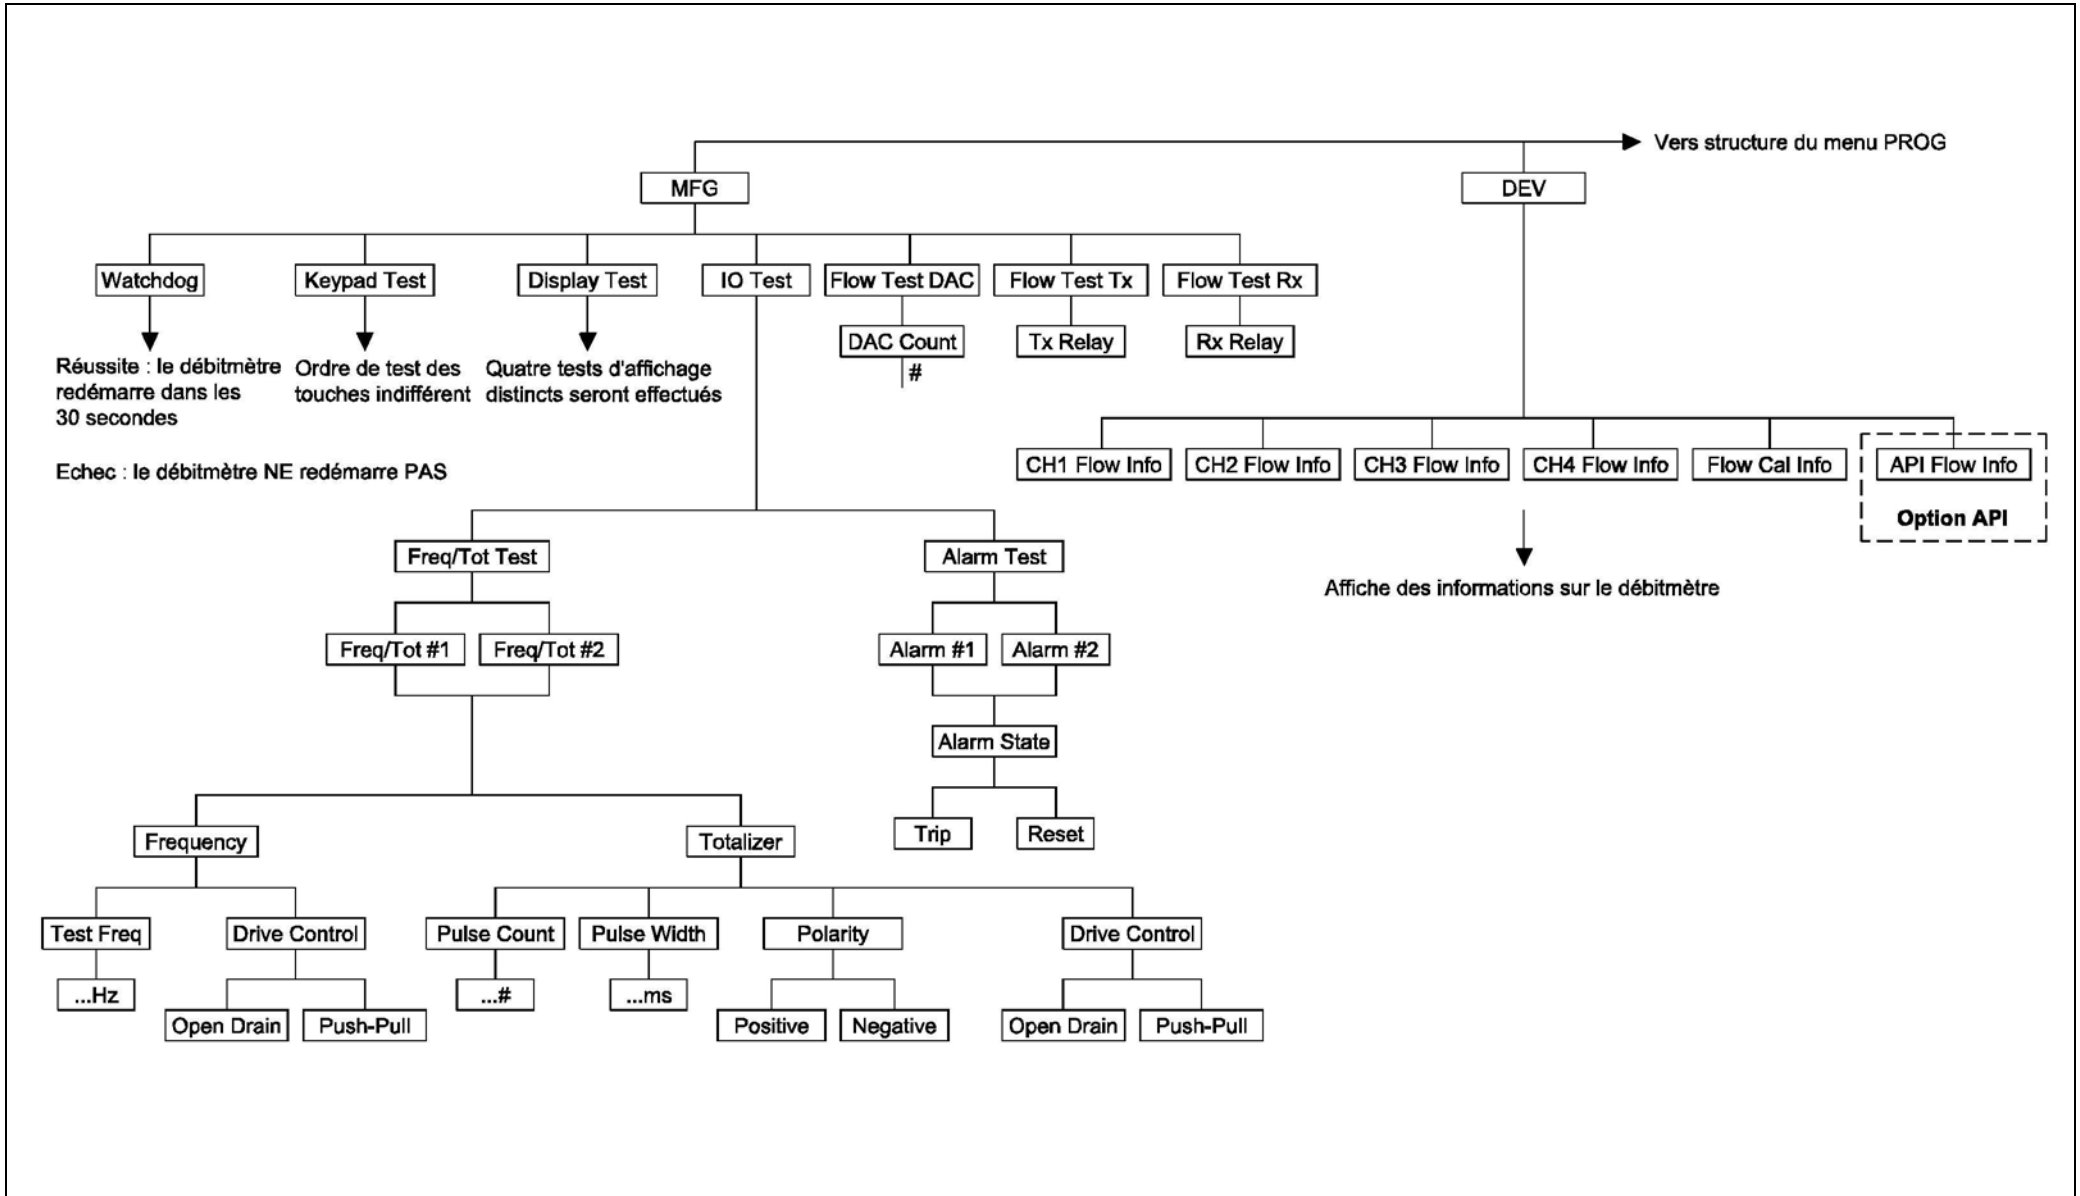 Vers structure du menu PROG
MFG
DEV
Watchdog
Keypad Test
Display Test
IO Test
Flow Test DAC
Flow Test Tx
Flow Test Rx
DAC Count
Tx Relay
Rx Relay
#
Réussite : le débitmètre
redémarre dans les
30 secondes
Echec : le débitmètre NE redémarre PAS
Ordre de test des
touches indifférent
Quatre tests d'affichage
distincts seront effectués
CH1 Flow Info
CH2 Flow Info
CH3 Flow Info
CH4 Flow Info
Flow Cal Info
API Flow Info
Option API
Affiche des informations sur le débitmètre
Freq/Tot Test
Alarm Test
Freq/Tot #1
Freq/Tot #2
Alarm #1
Alarm #2
Alarm State
Trip
Reset
Frequency
Totalizer
Test Freq
Drive Control
Pulse Count
Pulse Width
Polarity
Drive Control
...Hz
...#
...ms
Open Drain
Push-Pull
Positive
Negative
Open Drain
Push-Pull